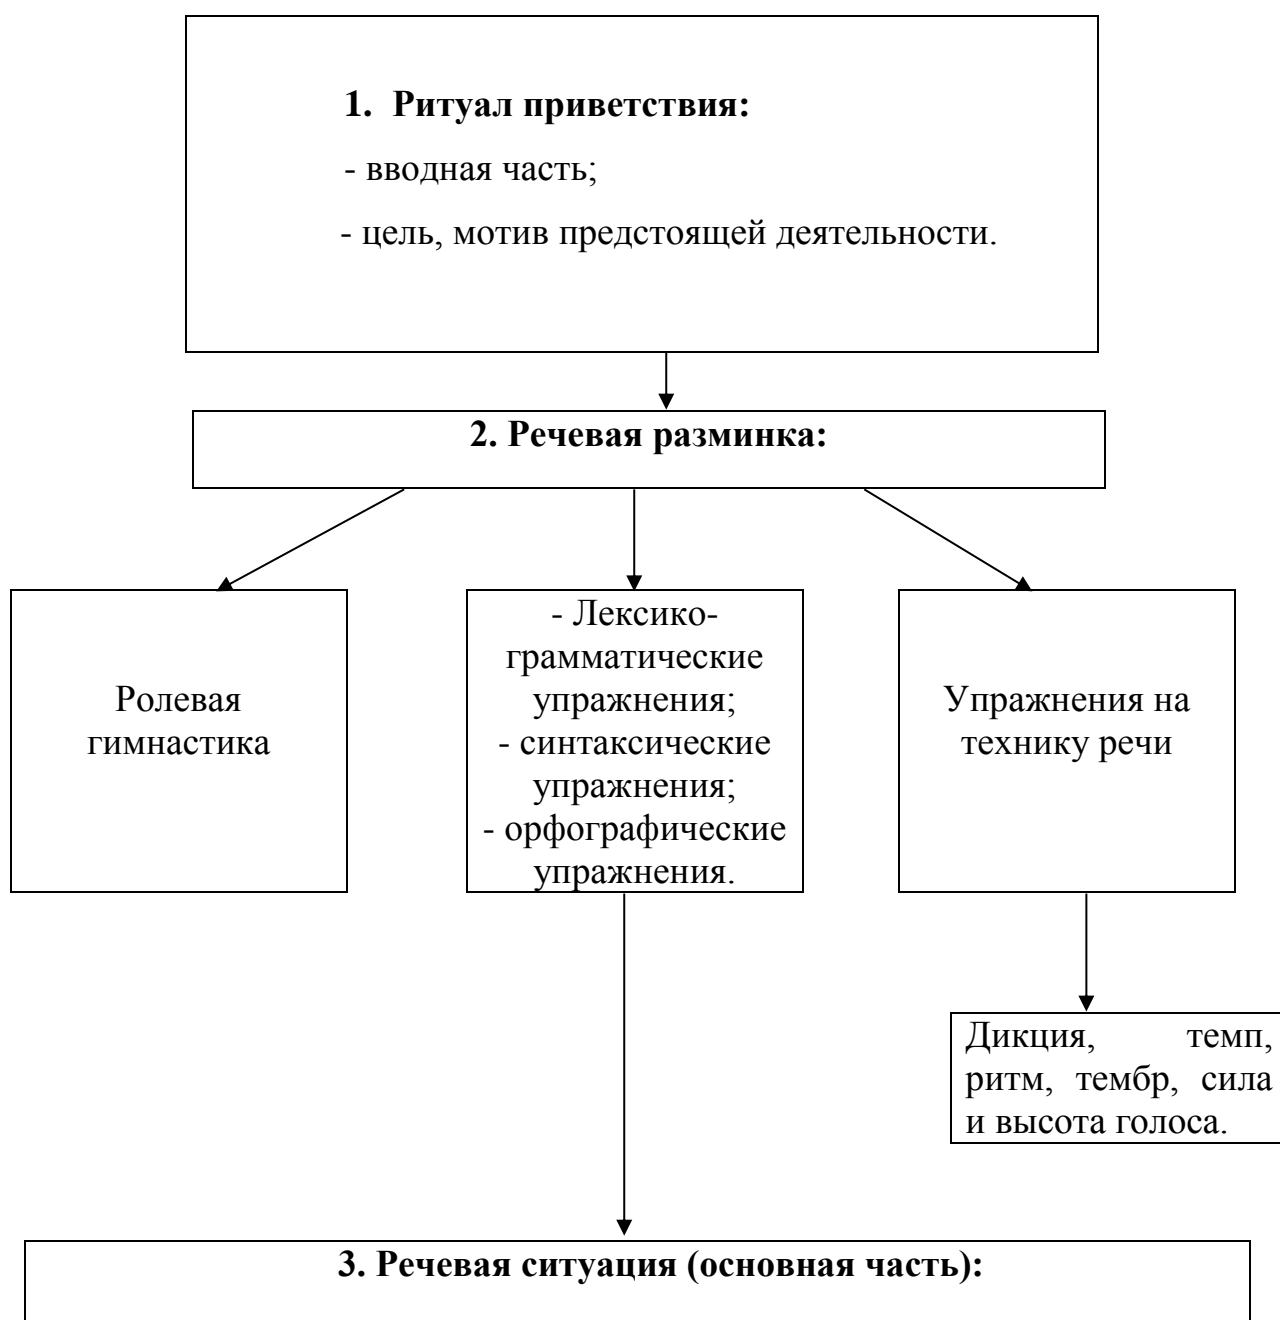 1. Ритуал приветствия:
- вводная часть;
- цель, мотив предстоящей деятельности.
2. Речевая разминка:
Ролевая
гимнастика
- Лексико-
грамматические
упражнения;
- синтаксические
упражнения;
- орфографические
упражнения.
Упражнения на
технику речи
Дикция, темп,
ритм, тембр, сила
и высота голоса.
3. Речевая ситуация (основная часть):